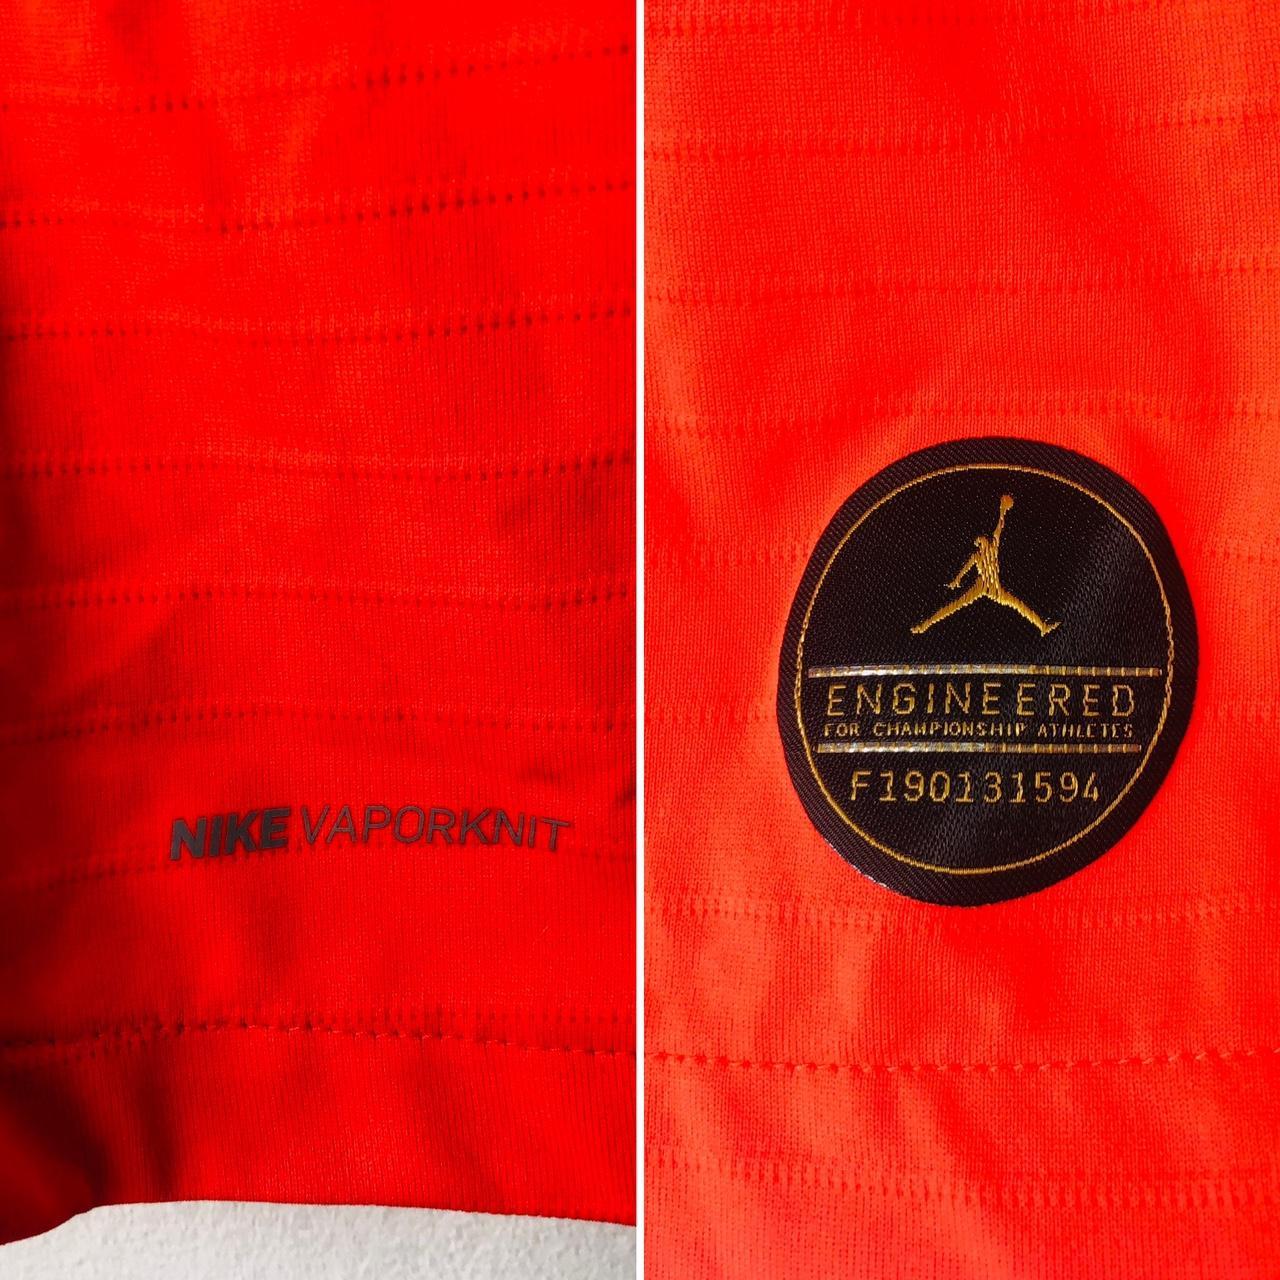 NIKE VAPORKNIT
ENGINEERED
FOR CHAMPIONSHIP ATHLETES
F190131594